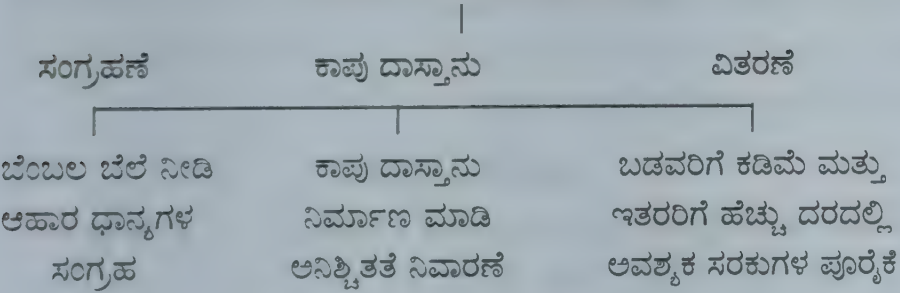 ಸಂಗ್ರಹಣೆ ಕಾಪು ದಾಸ್ತಾನು ವಿತರಣೆ
ಬೆಂಬಲ ಬೆಲೆ ನೀಡಿ ಕಾಪು ದಾಸ್ತಾನು ಬಡವರಿಗೆ ಕಡಿಮೆ ಮತ್ತು
ಆಹಾರ ಧಾನ್ಯಗಳ ನಿರ್ಮಾಣ ಮಾಡಿ ಇತರರಿಗೆ ಹೆಚ್ಚು ದರದಲ್ಲಿ
ಸಂಗ್ರಹ ಅನಿಶ್ಚಿತತೆ ನಿವಾರಣೆ ಅವಶ್ಯಕ ಸರಕುಗಳ ಪೂರೈಕೆ